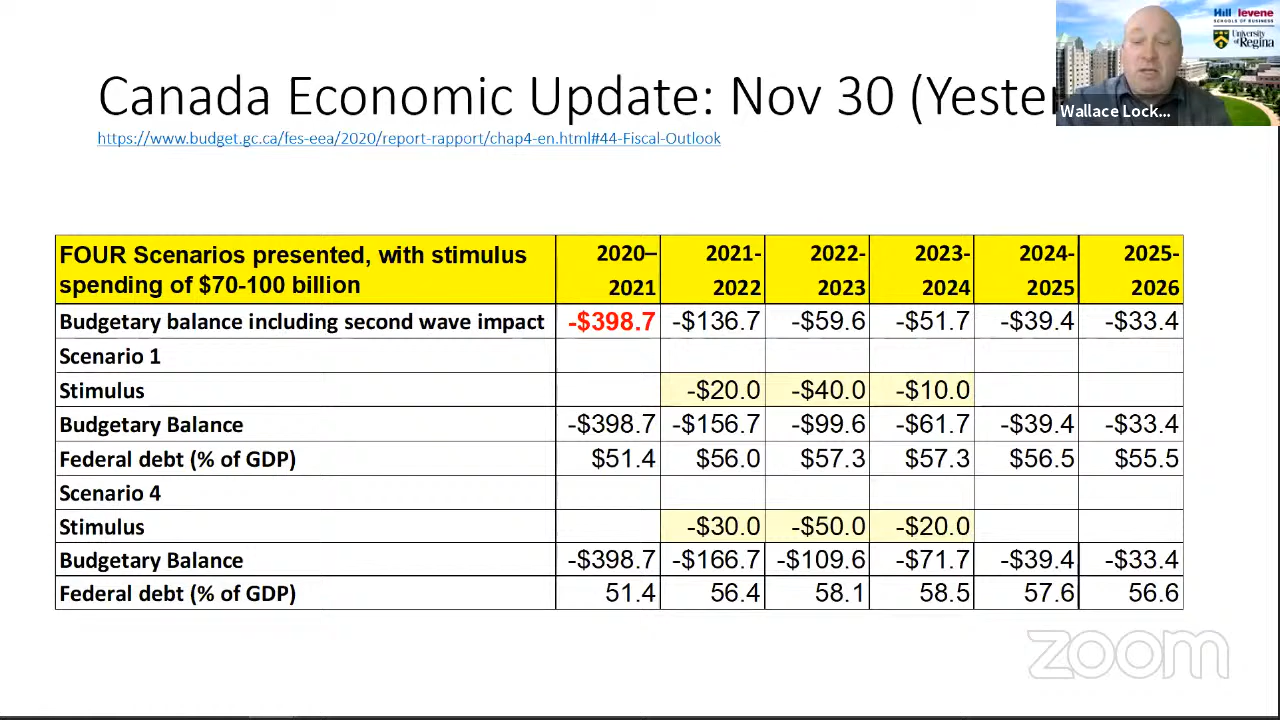 Canada Economic Update: Nov 30 (Yester
https://www.budget.gc.ca/fes-eea/2020/report-rapport/chap4-en.html#44-Fiscal-Outlook
Hill Levene
SCHOOLS OF BUSINESS
University of Regina
Wallace Lock...
FOUR Scenarios presented, with stimulus spending of $70-100 billion 2020–2021 2021-2022 2022-2023 2023-2024 2024-2025 2025-2026
Budgetary balance including second wave impact -$398.7 -$136.7 -$59.6 -$51.7 -$39.4 -$33.4
Scenario 1
Stimulus -$20.0 -$40.0 -$10.0
Budgetary Balance -$398.7 -$156.7 -$99.6 -$61.7 -$39.4 -$33.4
Federal debt (% of GDP) $51.4 $56.0 $57.3 $57.3 $56.5 $55.5
Scenario 4
Stimulus -$30.0 -$50.0 -$20.0
Budgetary Balance -$398.7 -$166.7 -$109.6 -$71.7 -$39.4 -$33.4
Federal debt (% of GDP) 51.4 56.4 58.1 58.5 57.6 56.6
zoom